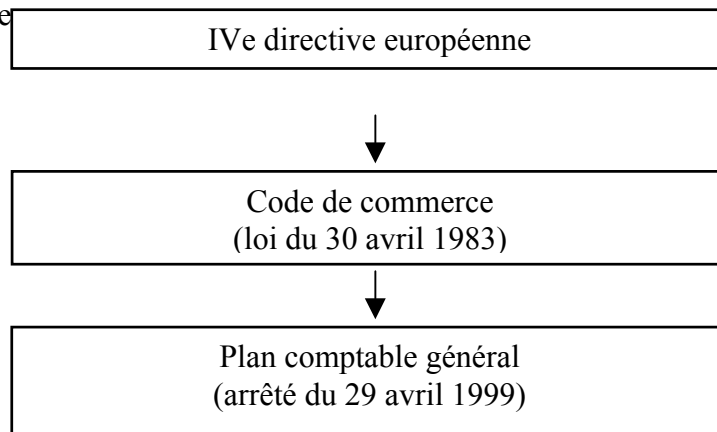 e
IVe directive européenne
Code de commerce
(loi du 30 avril 1983)
Plan comptable général
(arrêté du 29 avril 1999)